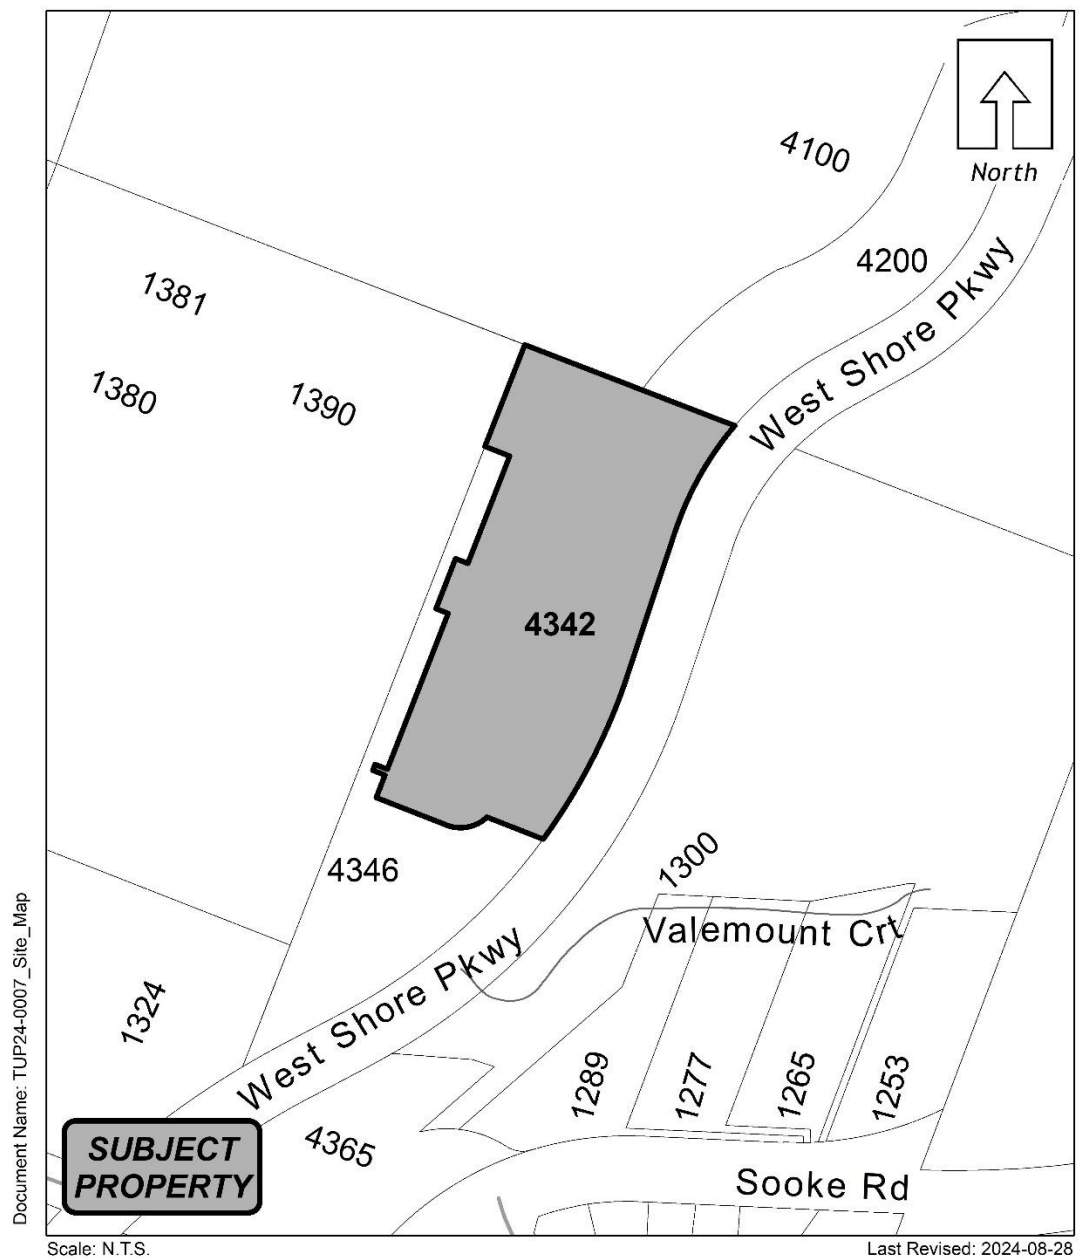 4100
North
4200
West Shore Pkwy
1381
1380
1390
4342
4346
1300
Valemount Crt
West Shore Pkwy
1324
1289
1277
1265
1253
4365
SUBJECT
PROPERTY
Sooke Rd
Document Name: TUP24-0007_Site_Map
Scale: N.T.S.
Last Revised: 2024-08-28